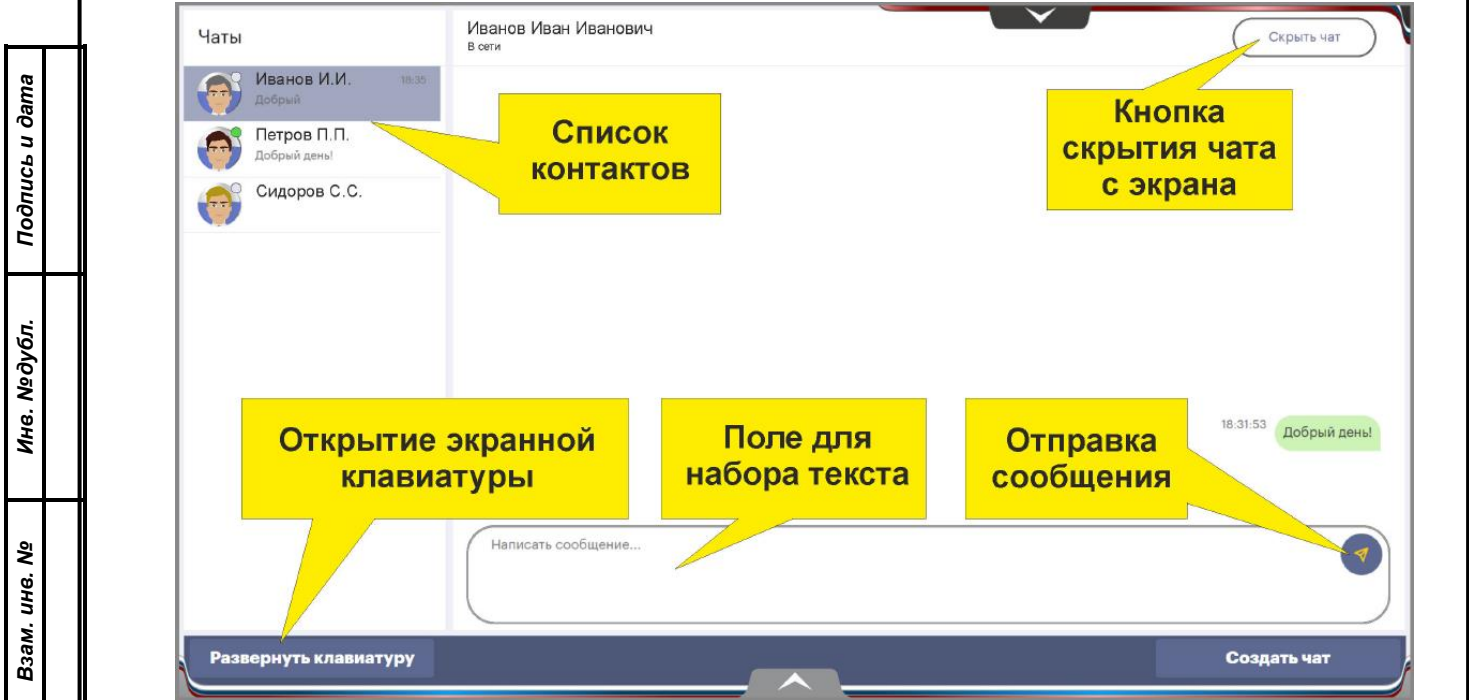 Чаты
Иванов Иван Иванович
В сети
Скрыть чат
Иванов И.И.
18:35
Добрый
Петров П.П.
Добрый день!
Сидоров С.С.
Список
контактов
Кнопка
скрытия чата
с экрана
Открытие экранной
клавиатуры
Поле для
набора текста
Отправка
сообщения
18:31:53
Добрый день!
Написать сообщение...
Развернуть клавиатуру
Создать чат
Подпись и дата
Инв. №дубл.
Взам. инв. №